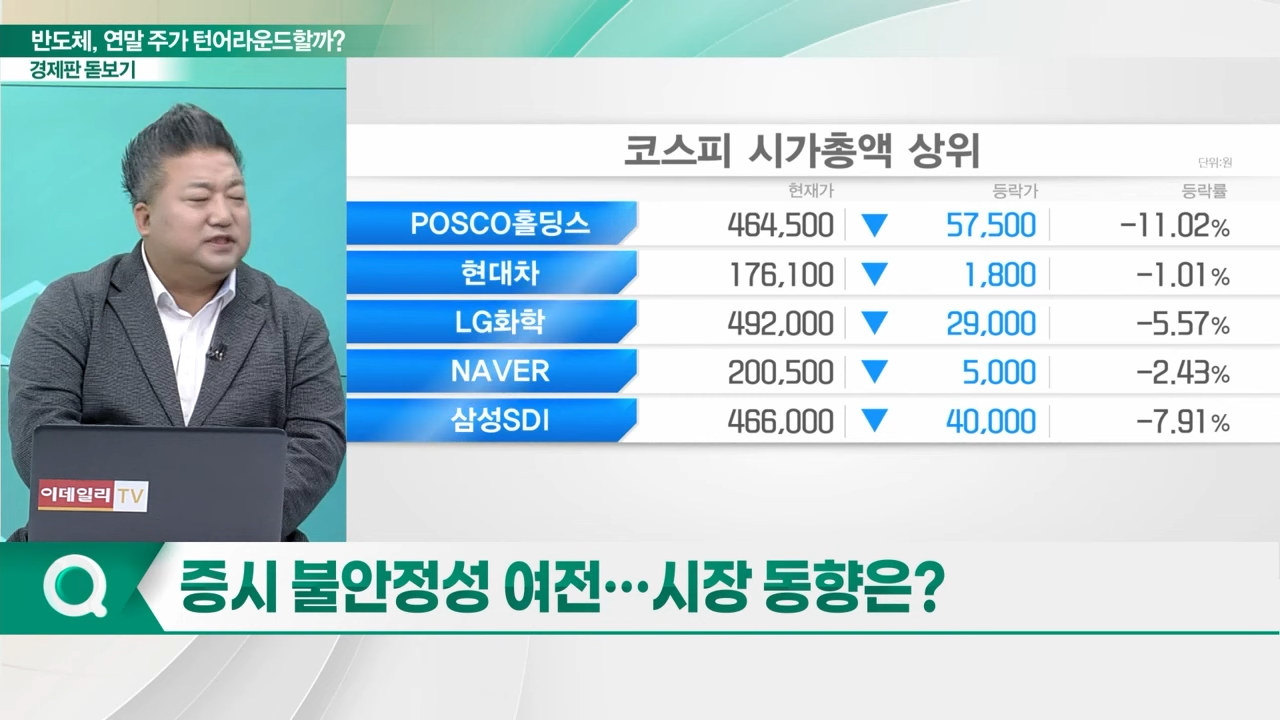 반도체, 연말 주가 턴어라운드할까?
경제판 돋보기
코스피 시가총액 상위
단위:원
현재가 등락가 등락률
POSCO홀딩스 464,500 ▼ 57,500 -11.02%
현대차 176,100 ▼ 1,800 -1.01%
LG화학 492,000 ▼ 29,000 -5.57%
NAVER 200,500 ▼ 5,000 -2.43%
삼성SDI 466,000 ▼ 40,000 -7.91%
이데일리 TV
Q 증시 불안정성 여전…시장 동향은?